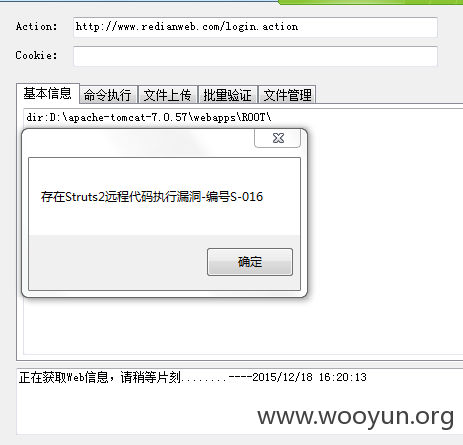 Action: http://www.redianweb.com/login.action
Cookie:
基本信息 命令执行 文件上传 批量验证 文件管理
dir:D:\apache-tomcat-7.0.57\webapps\ROOT\
存在Struts2远程代码执行漏洞-编号S-016
确定
正在获取Web信息，请稍等片刻........----2015/12/18 16:20:13
www.wooyun.org